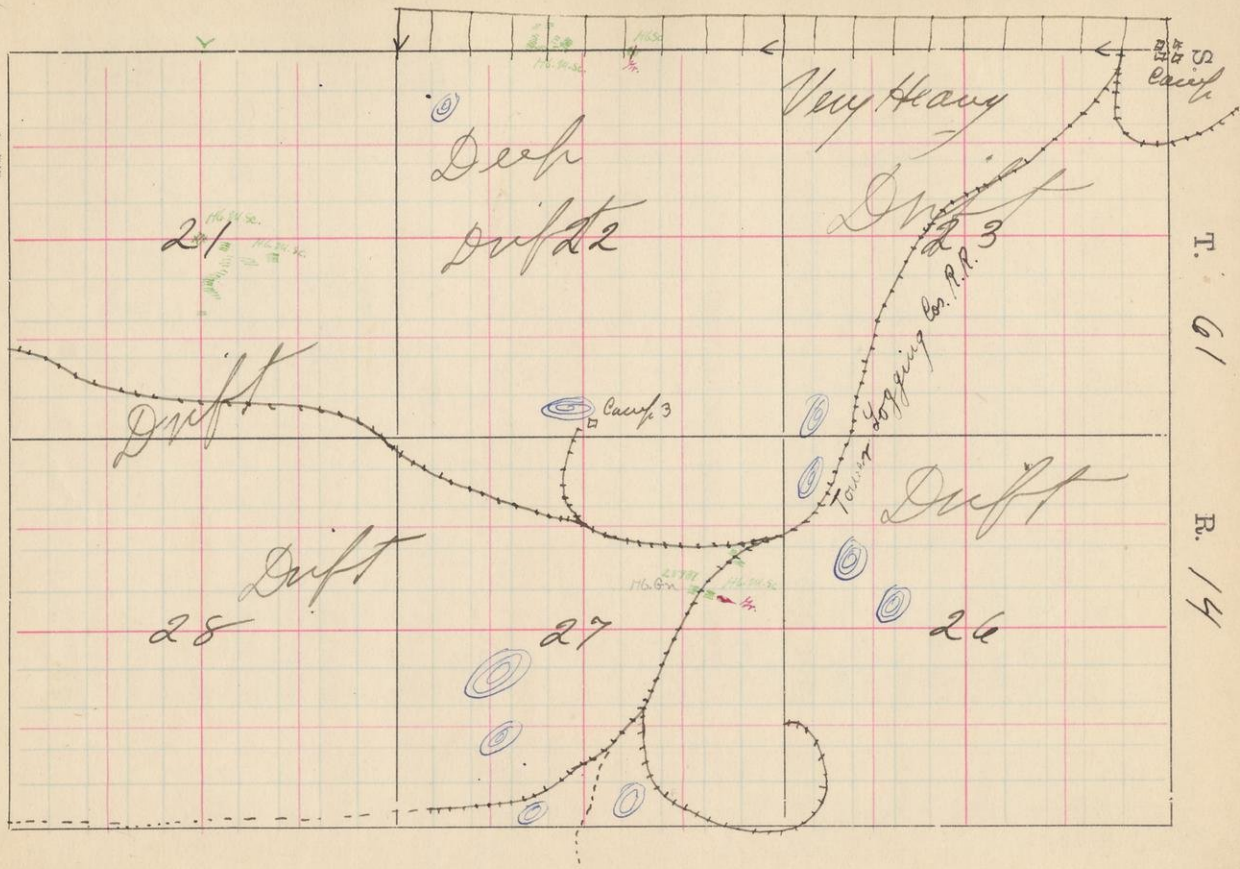 S.
Camp
Very Heavy
Drift
23
Deep
Drift
22
21
T. 61
Tower Logging Co's. R.R.
Drift
Camp 3
Drift
R. 14
Drift
28
27
26